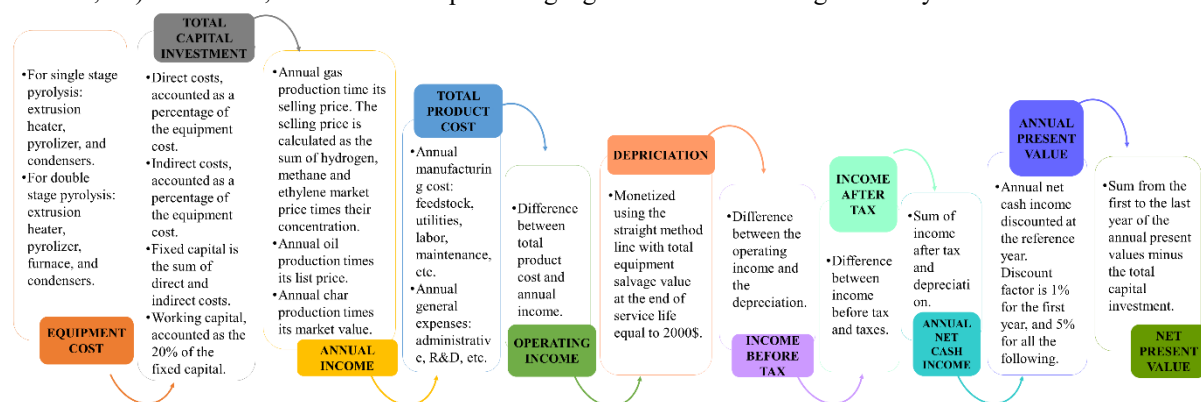 •For single stage
pyrolysis:
extrusion
heater,
pyrolizer, and
condensers.
•For double
stage pyrolysis:
extrusion
heater,
pyrolizer,
furnace, and
condensers.
EQUIPMENT
COST
TOTAL
CAPITAL
INVESTMENT
•Direct costs,
accounted as a
percentage of
the equipment
cost.
•Indirect costs,
accounted as a
percentage of
the equipment
cost.
•Fixed capital is
the sum of
direct and
indirect costs.
•Working capital,
accounted as the
20% of the
fixed capital.
•Annual gas
production time its
selling price. The
selling price is
calculated as the
sum of hydrogen,
methane and
ethylene market
price times their
concentration.
•Annual oil
production times
its list price.
•Annual char
production times
its market value.
ANNUAL
INCOME
TOTAL
PRODUCT
COST
•Annual
manufacturin
g cost:
feedstock,
utilities,
labor,
maintenance,
etc.
•Annual
general
expenses:
administrativ
e, R&D, etc.
•Difference
between
total
product
cost and
annual
income.
OPERATING
INCOME
DEPRICIATION
•Monetized
using the
straight method
line with total
equipment
salvage value
at the end of
service life
equal to 2000$.
•Difference
between the
operating
income and
the
depreciation.
INCOME
BEFORE
TAX
INCOME
AFTER
TAX
•Difference
between
income before
tax and taxes.
•Sum of
income
after tax
and
depreciati
on.
ANNUAL
NET
CASH
INCOME
ANNUAL
PRESENT
VALUE
•Annual net
cash income
discounted at
the reference
year.
Discount
factor is 1%
for the first
year, and 5%
for all the
following.
•Sum from the
first to the last
year of the
annual present
values minus
the total
capital
investment.
NET
PRESENT
VALUE